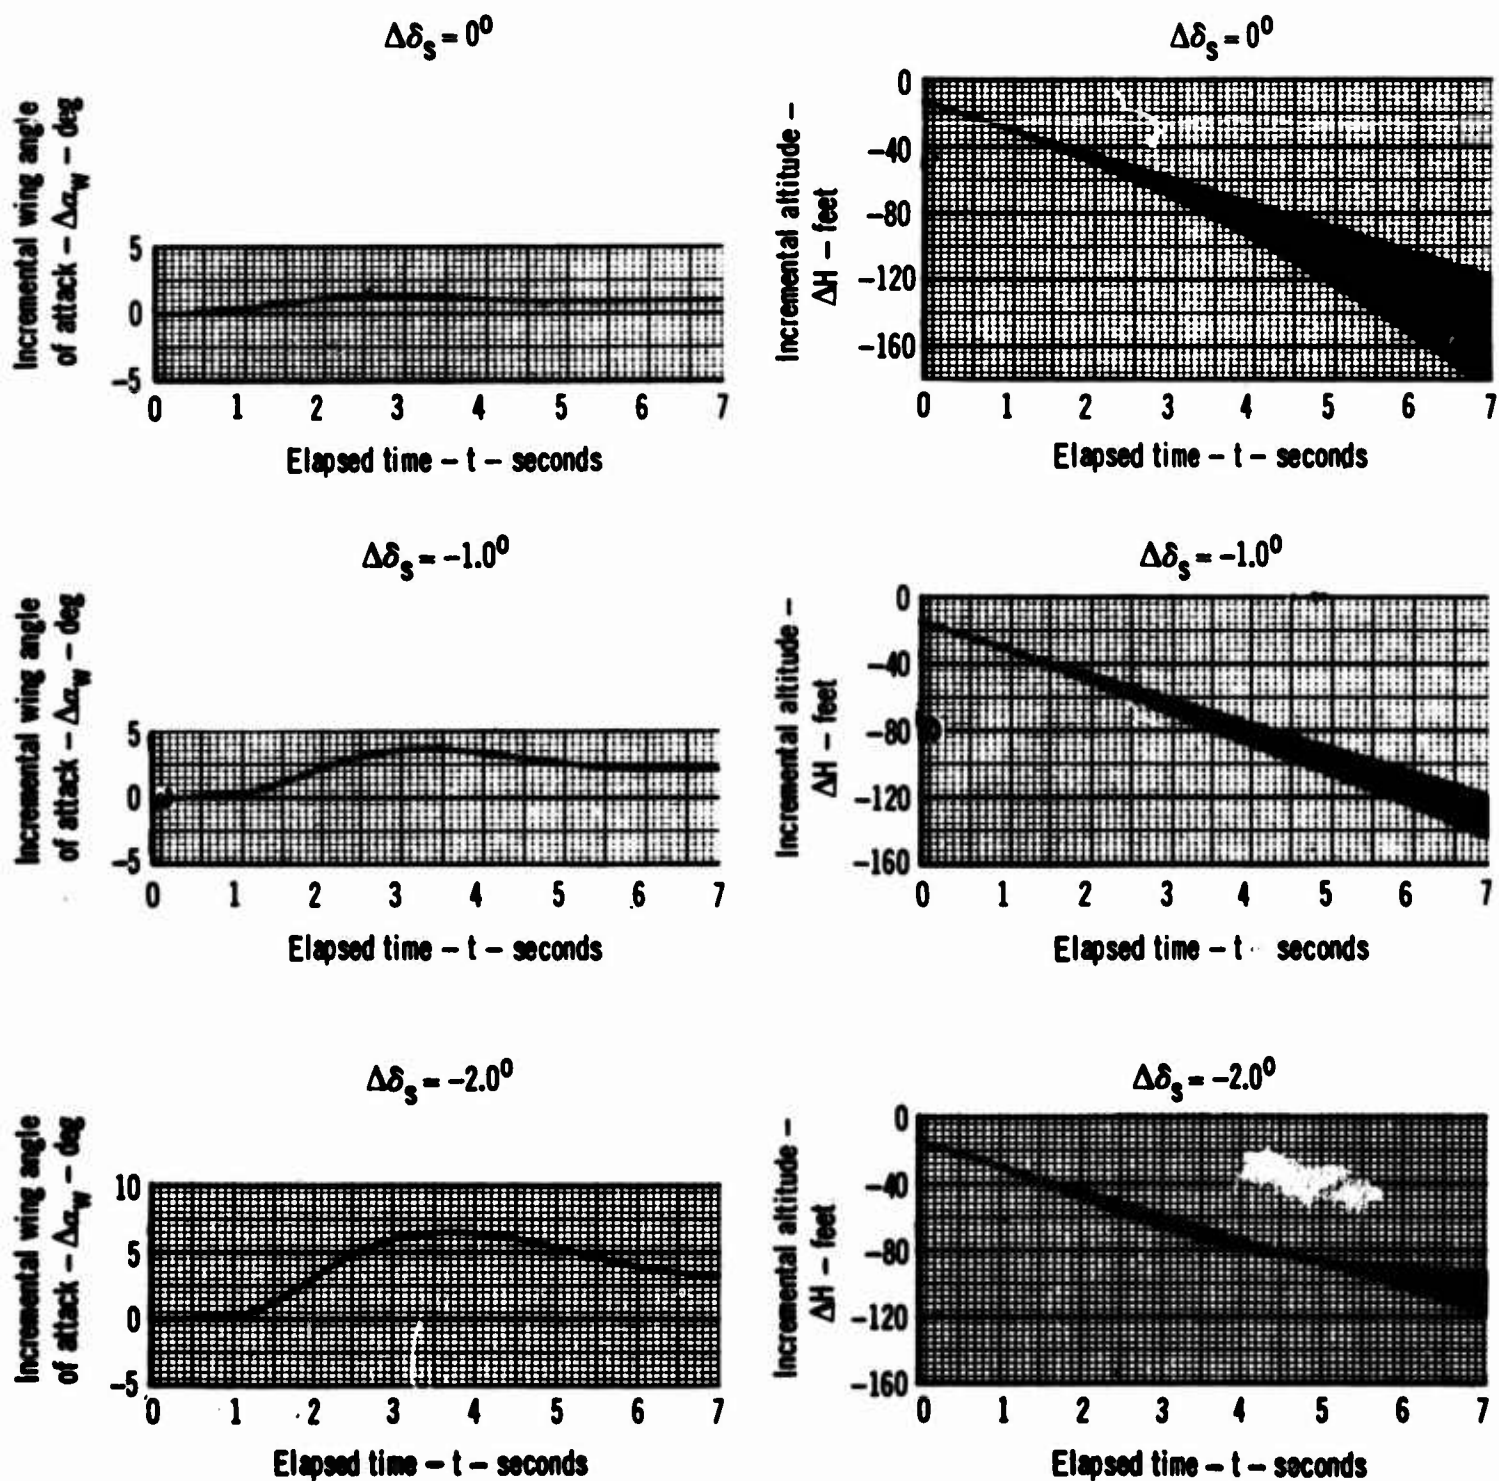 Δδs = 0⁰
Incremental wing angle
of attack – Δαw – deg
5
0
–5
0 1 2 3 4 5 6 7
Elapsed time – t – seconds
Δδs = 0⁰
Incremental altitude –
ΔH – feet
0
–40
–80
–120
–160
0 1 2 3 4 5 6 7
Elapsed time – t – seconds
Δδs = –1.0⁰
Incremental wing angle
of attack – Δαw – deg
5
0
–5
0 1 2 3 4 5 6 7
Elapsed time – t – seconds
Δδs = –1.0⁰
Incremental altitude –
ΔH – feet
0
–40
–80
–120
–160
0 1 2 3 4 5 6 7
Elapsed time – t seconds
Δδs = –2.0⁰
Incremental wing angle
of attack – Δαw – deg
10
5
0
–5
0 1 2 3 4 5 6 7
Elapsed time – t – seconds
Δδs = –2.0⁰
Incremental altitude –
ΔH – feet
0
–40
–80
–120
–160
0 1 2 3 4 5 6 7
Elapsed time – t – seconds